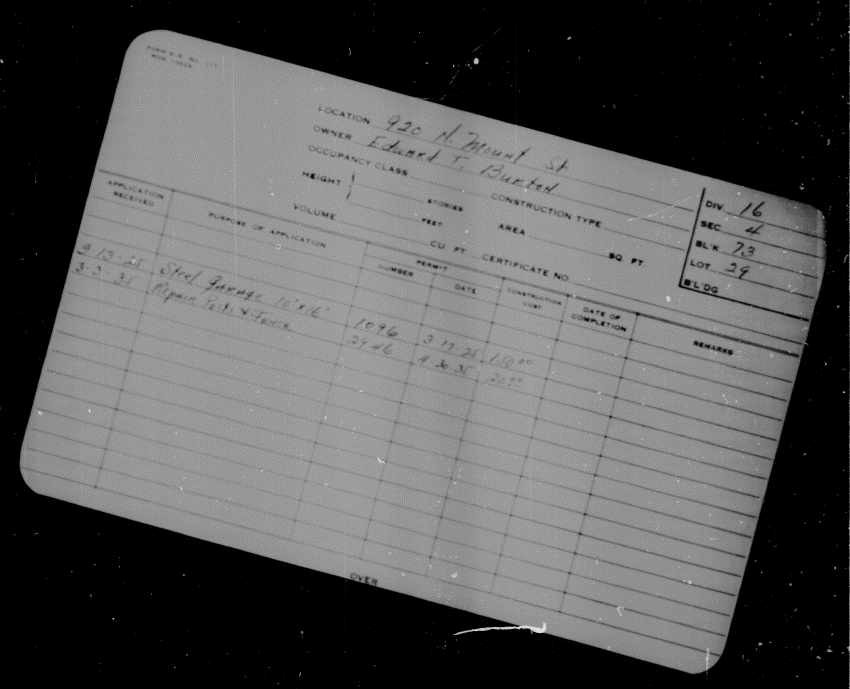 LOCATION 920 N. Mount St
OWNER Edward T. Burton
OCCUPANCY CLASS CONSTRUCTION TYPE
HEIGHT STORIES
FEET AREA SQ FT.
VOLUME CU FT CERTIFICATE NO.
DIV. 16
SEC. 4
BL'K 73
LOT 29
B'L'DG
APPLICATION RECEIVED PURPOSE OF APPLICATION PERMIT NUMBER DATE CONSTRUCTION COST DATE OF COMPLETION REMARKS
Steel garage 10'x16' 1096 150.00
Repair 20.00
OVER